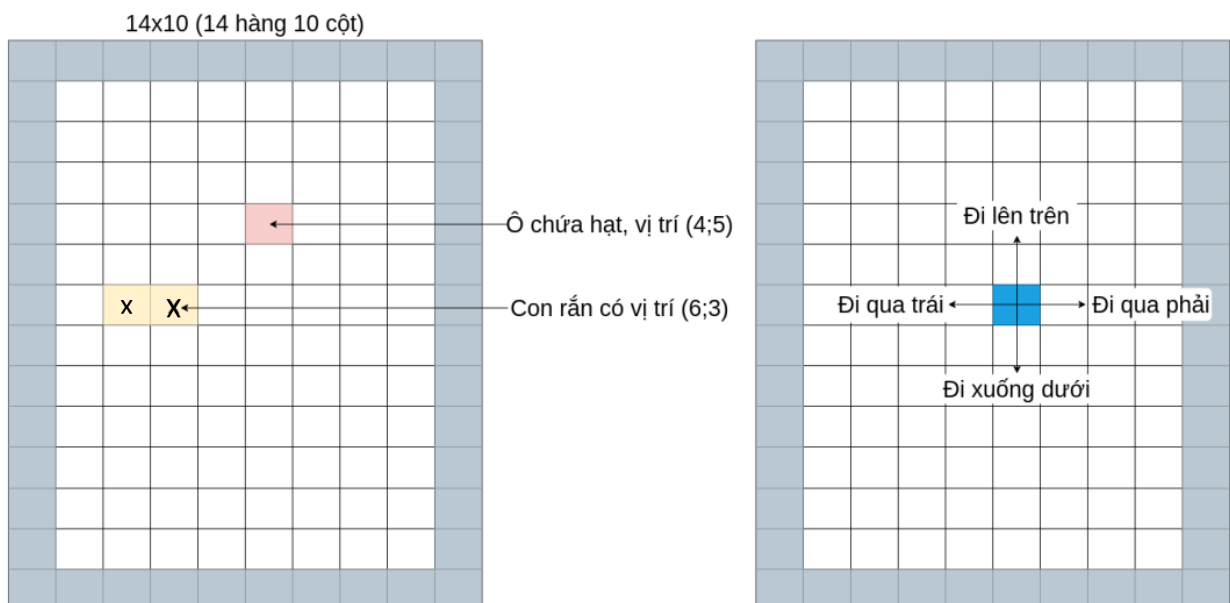 14x10 (14 hàng 10 cột)
Ô chứa hạt, vị trí (4;5)
x X
Con rắn có vị trí (6;3)
Đi lên trên
Đi qua trái
Đi qua phải
Đi xuống dưới